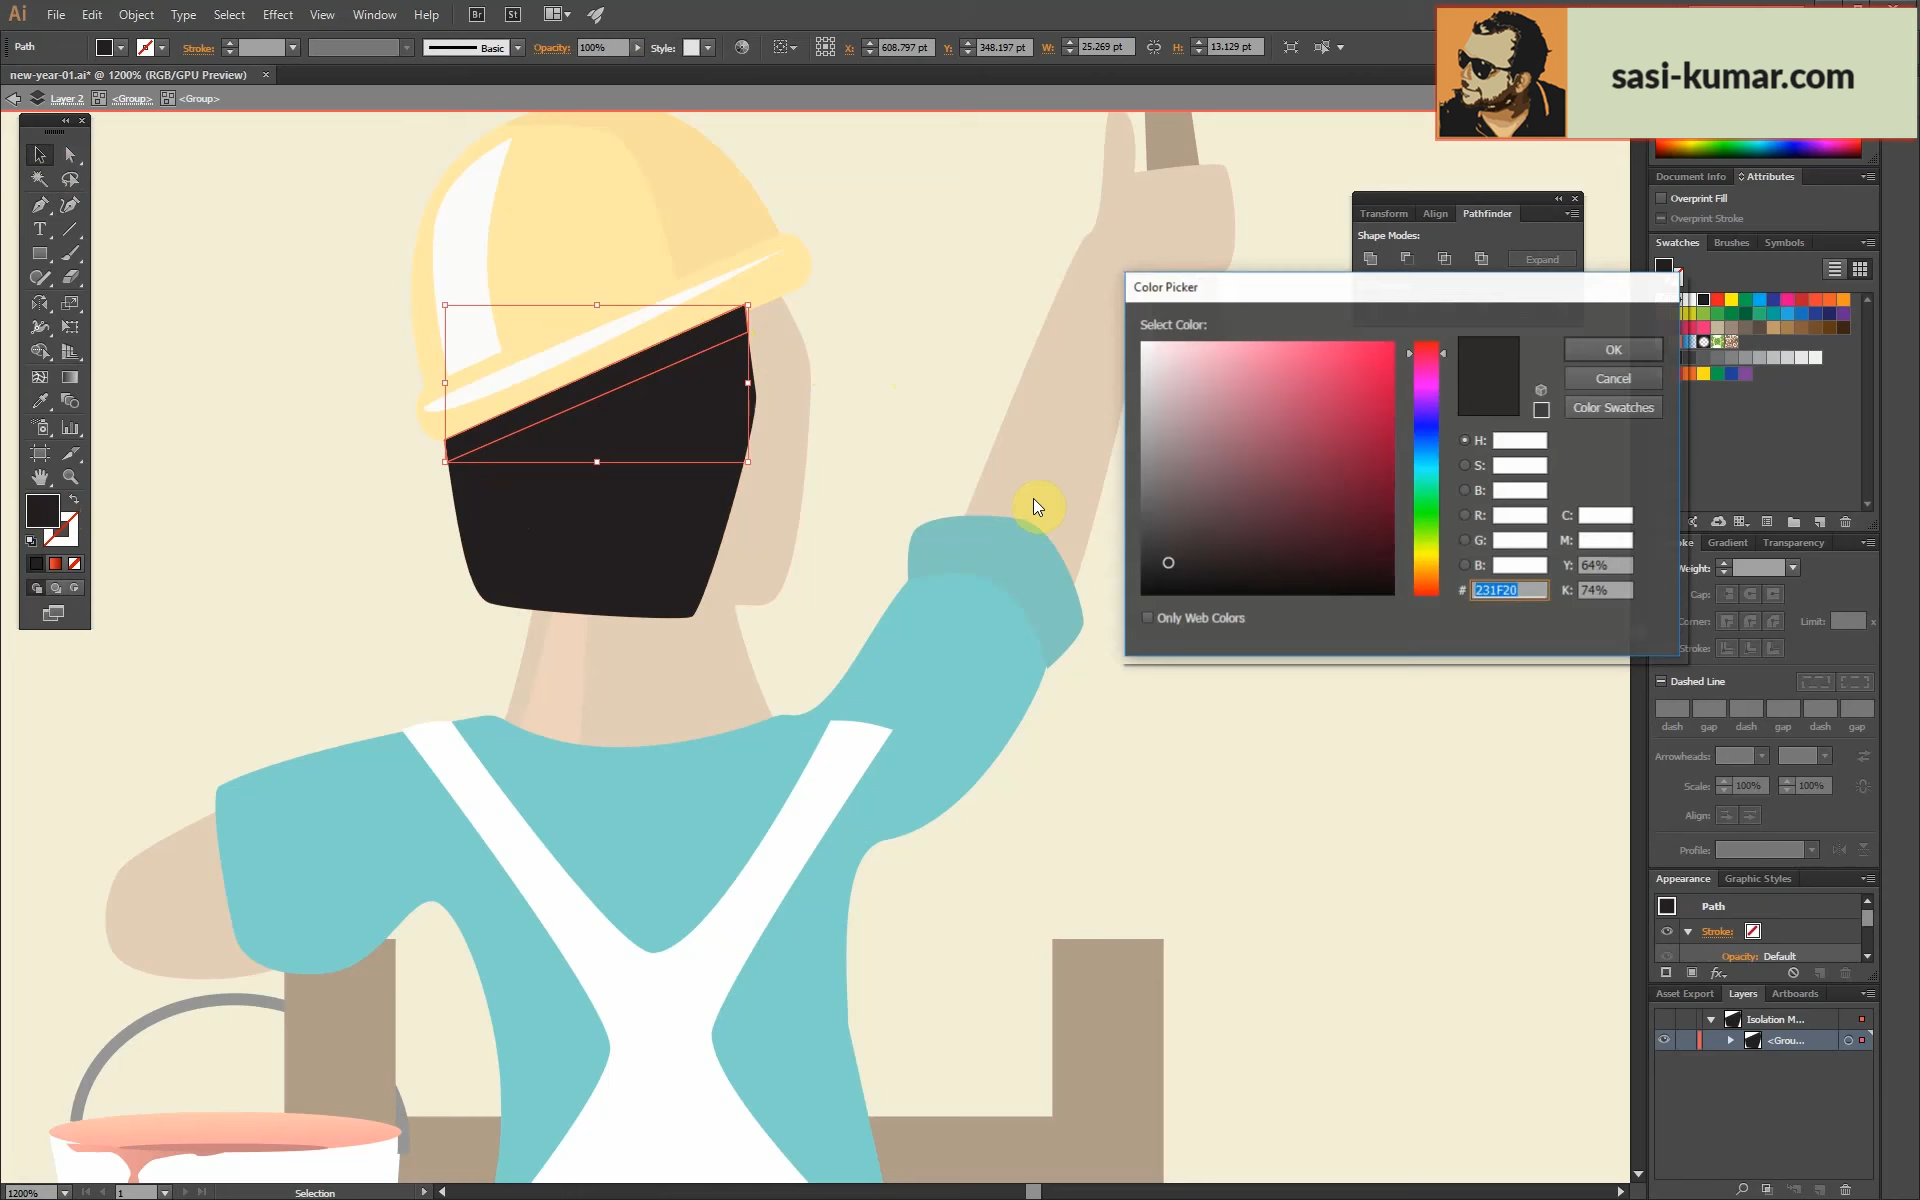 Ai File Edit Object Type Select Effect View Window Help Br St
sasi-kumar.com
Path Stroke: Basic Opacity: 100% Style: X: 608.797 pt Y: 348.197 pt W: 25.269 pt H: 13.129 pt
new-year-01.ai* @ 1200% (RGB/GPU Preview) ×
Layer 2 <Group> <Group>
Document Info Attributes
Overprint Fill
Overprint Stroke
Transform Align Pathfinder
Shape Modes:
Expand
Swatches Brushes Symbols
Color Picker
Select Color:
OK
Cancel
Color Swatches
H:
S:
B:
R:
G:
B:
# 231F20
C:
M:
Y: 64%
K: 74%
Only Web Colors
Gradient Transparency
Weight:
Cap:
Corner: Limit: x
Stroke:
Dashed Line
dash gap dash gap dash gap
Arrowheads:
Scale: 100% 100%
Align:
Profile:
Appearance Graphic Styles
Path
Stroke:
Opacity: Default
fx
Asset Export Layers Artboards
Isolation M...
<Grou...
1200% 1 Selection